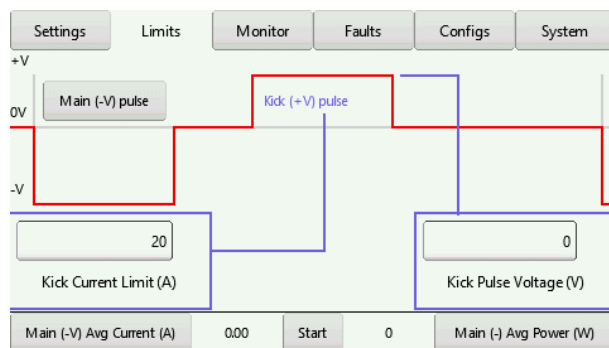 Settings Limits Monitor Faults Configs System
+V
Main (-V) pulse Kick (+V) pulse
0V
-V
20 0
Kick Current Limit (A) Kick Pulse Voltage (V)
Main (-V) Avg Current (A) 0.00 Start 0 Main (-) Avg Power (W)